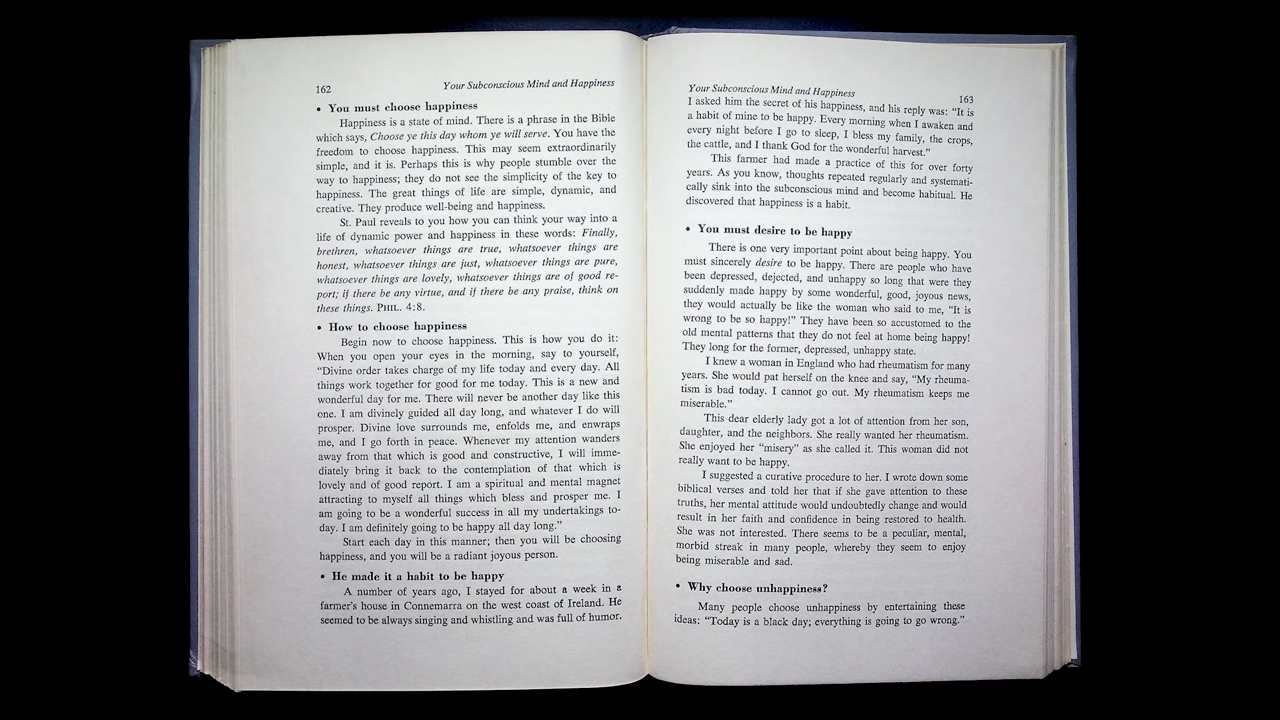 162
Your Subconscious Mind and Happiness
• You must choose happiness
Happiness is a state of mind. There is a phrase in the Bible
which says, Choose ye this day whom ye will serve. You have the
freedom to choose happiness. This may seem extraordinarily
simple, and it is. Perhaps this is why people stumble over the
way to happiness; they do not see the simplicity of the key to
happiness. The great things of life are simple, dynamic, and
creative. They produce well-being and happiness.
St. Paul reveals to you how you can think your way into a
life of dynamic power and happiness in these words: Finally,
brethren, whatsoever things are true, whatsoever things are
honest, whatsoever things are just, whatsoever things are pure,
whatsoever things are lovely, whatsoever things are of good re-
port; if there be any virtue, and if there be any praise, think on
these things. PHIL. 4:8.
• How to choose happiness
Begin now to choose happiness. This is how you do it:
When you open your eyes in the morning, say to yourself,
“Divine order takes charge of my life today and every day. All
things work together for good for me today. This is a new and
wonderful day for me. There will never be another day like this
one. I am divinely guided all day long, and whatever I do will
prosper. Divine love surrounds me, enfolds me, and enwraps
me, and I go forth in peace. Whenever my attention wanders
away from that which is good and constructive, I will imme-
diately bring it back to the contemplation of that which is
lovely and of good report. I am a spiritual and mental magnet
attracting to myself all things which bless and prosper me. I
am going to be a wonderful success in all my undertakings to-
day. I am definitely going to be happy all day long.”
Start each day in this manner; then you will be choosing
happiness, and you will be a radiant joyous person.
• He made it a habit to be happy
A number of years ago, I stayed for about a week in a
farmer's house in Connemarra on the west coast of Ireland. He
seemed to be always singing and whistling and was full of humor.
Your Subconscious Mind and Happiness
163
I asked him the secret of his happiness, and his reply was: “It is
a habit of mine to be happy. Every morning when I awaken and
every night before I go to sleep, I bless my family, the crops,
the cattle, and I thank God for the wonderful harvest.”
This farmer had made a practice of this for over forty
years. As you know, thoughts repeated regularly and systemati-
cally sink into the subconscious mind and become habitual. He
discovered that happiness is a habit.
• You must desire to be happy
There is one very important point about being happy. You
must sincerely desire to be happy. There are people who have
been depressed, dejected, and unhappy so long that were they
suddenly made happy by some wonderful, good, joyous news,
they would actually be like the woman who said to me, “It is
wrong to be so happy!” They have been so accustomed to the
old mental patterns that they do not feel at home being happy!
They long for the former, depressed, unhappy state.
I knew a woman in England who had rheumatism for many
years. She would pat herself on the knee and say, “My rheuma-
tism is bad today. I cannot go out. My rheumatism keeps me
miserable.”
This dear elderly lady got a lot of attention from her son,
daughter, and the neighbors. She really wanted her rheumatism.
She enjoyed her “misery” as she called it. This woman did not
really want to be happy.
I suggested a curative procedure to her. I wrote down some
biblical verses and told her that if she gave attention to these
truths, her mental attitude would undoubtedly change and would
result in her faith and confidence in being restored to health.
She was not interested. There seems to be a peculiar, mental,
morbid streak in many people, whereby they seem to enjoy
being miserable and sad.
• Why choose unhappiness?
Many people choose unhappiness by entertaining these
ideas: “Today is a black day; everything is going to go wrong.”